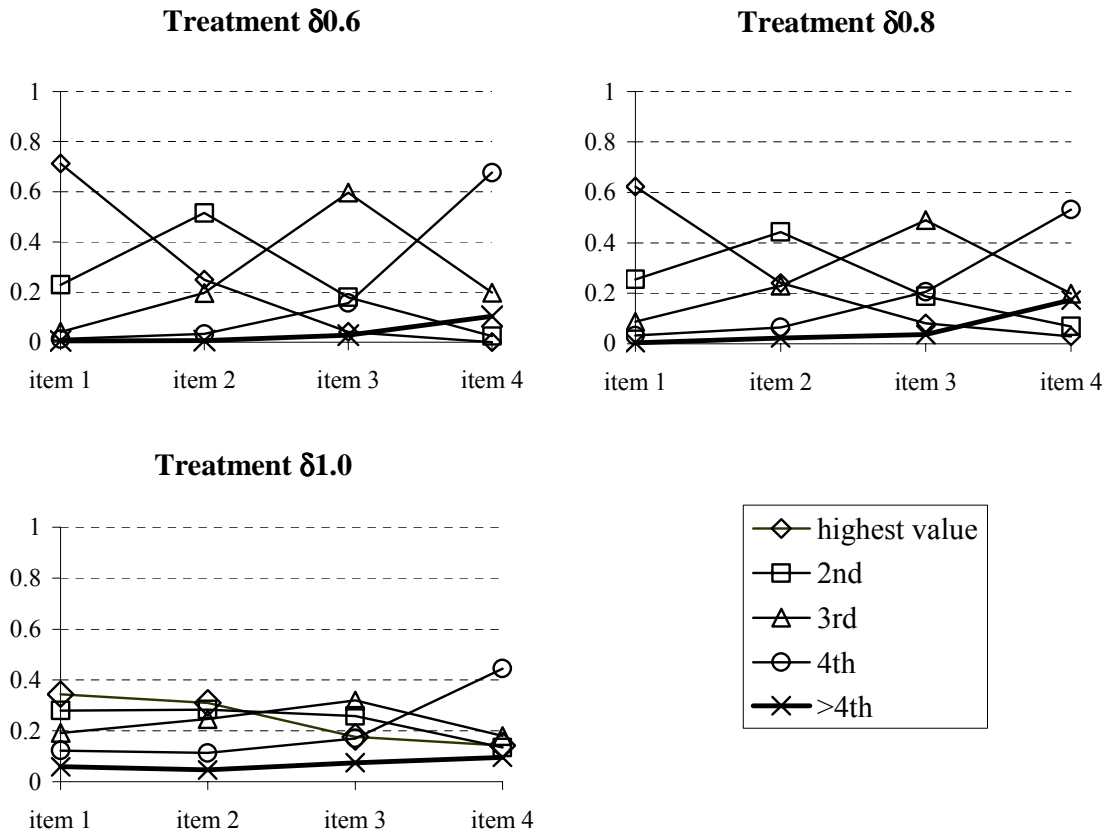 Treatment δ0.6
1
0.8
0.6
0.4
0.2
0
item 1 item 2 item 3 item 4
Treatment δ0.8
1
0.8
0.6
0.4
0.2
0
item 1 item 2 item 3 item 4
Treatment δ1.0
1
0.8
0.6
0.4
0.2
0
item 1 item 2 item 3 item 4
highest value
2nd
3rd
4th
>4th